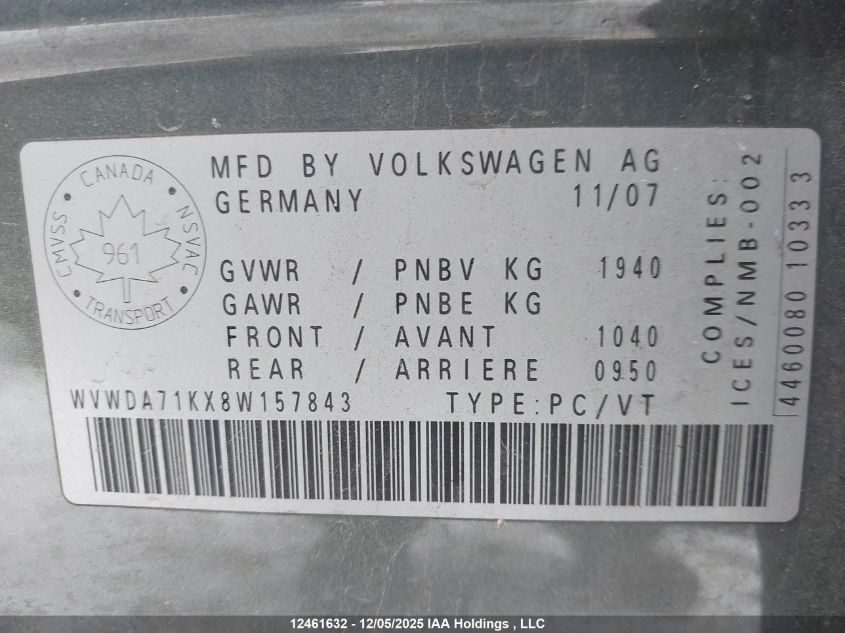 CANADA
CMVSS
NSVAC
961
TRANSPORT
MFD BY VOLKSWAGEN AG
GERMANY 11/07
GVWR / PNBV KG 1940
GAWR / PNBE KG
FRONT / AVANT 1040
REAR / ARRIERE 0950
WVWDA71KX8W157843 TYPE:PC/VT
COMPLIES:
ICES/NMB-002
4460080 10333
12461632 - 12/05/2025 IAA Holdings , LLC